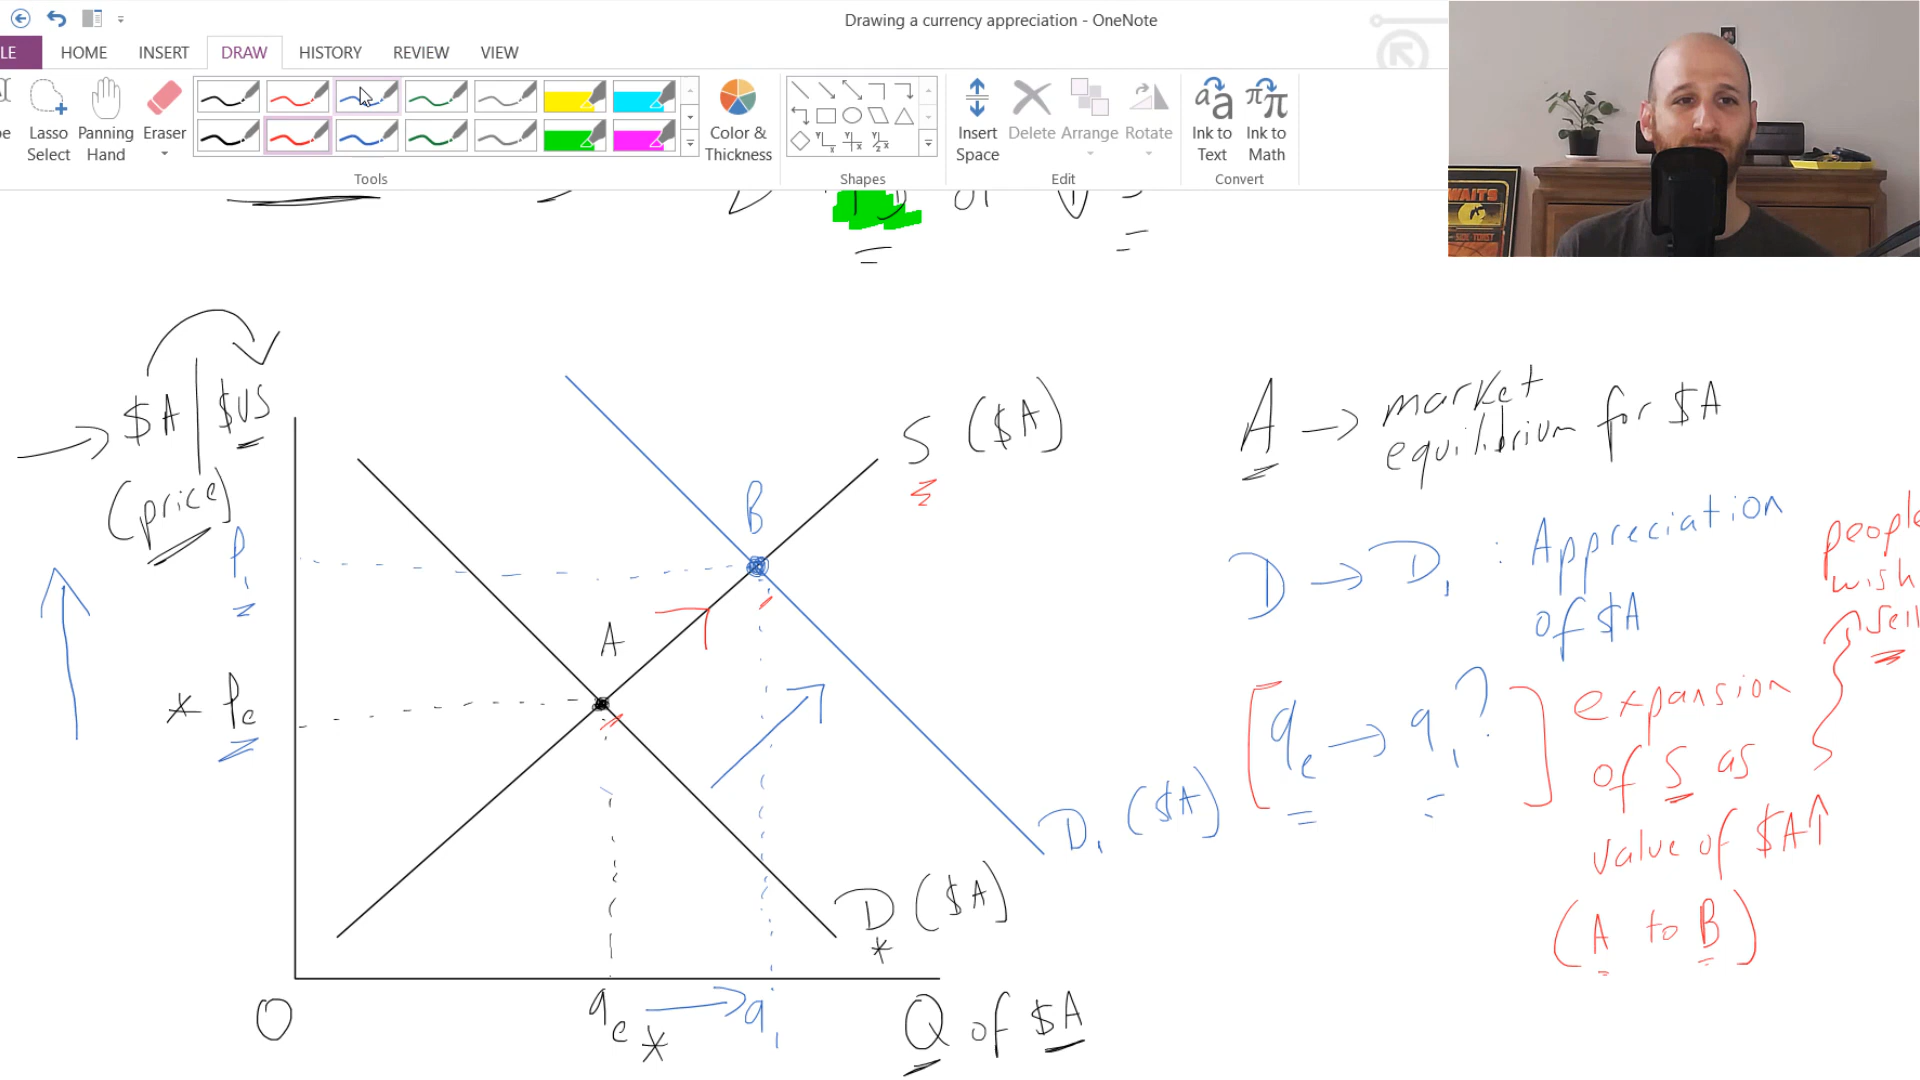 Drawing a currency appreciation - OneNote
LE HOME INSERT DRAW HISTORY REVIEW VIEW
Lasso Select
Panning Hand
Eraser
Color & Thickness
Insert Space
Delete
Arrange
Rotate
Ink to Text
Ink to Math
Tools
Shapes
Edit
Convert
WAITS
or
$A | $US
(price)
P₁
* Pe
S ($A)
B
A
D₁ ($A)
D ($A)
*
O
qe * → q₁
Q of $A
A → market equilibrium for $A
D → D₁ : Appreciation of $A
[qe → q₁?]
expansion
of S as
value of $A↑
(A to B)
people
wish
sell